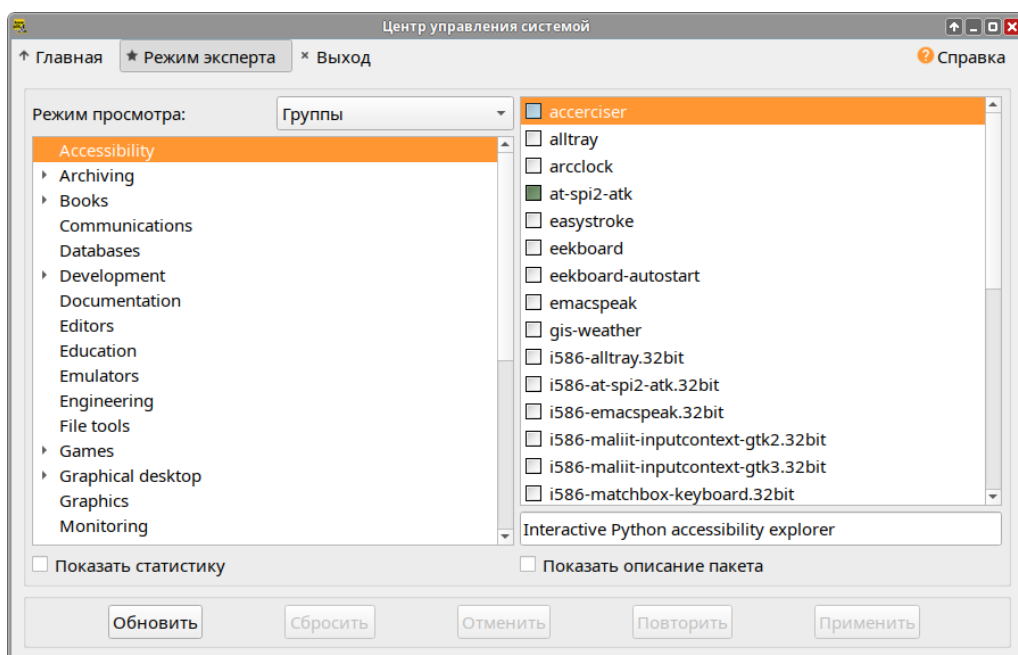 Центр управления системой
Главная Режим эксперта Выход Справка
Режим просмотра: Группы
Accessibility
Archiving
Books
Communications
Databases
Development
Documentation
Editors
Education
Emulators
Engineering
File tools
Games
Graphical desktop
Graphics
Monitoring
accerciser
alltray
arcclock
at-spi2-atk
easystroke
eekboard
eekboard-autostart
emacspeak
gis-weather
i586-alltray.32bit
i586-at-spi2-atk.32bit
i586-emacspeak.32bit
i586-maliit-inputcontext-gtk2.32bit
i586-maliit-inputcontext-gtk3.32bit
i586-matchbox-keyboard.32bit
Interactive Python accessibility explorer
Показать статистику
Показать описание пакета
Обновить Сбросить Отменить Повторить Применить